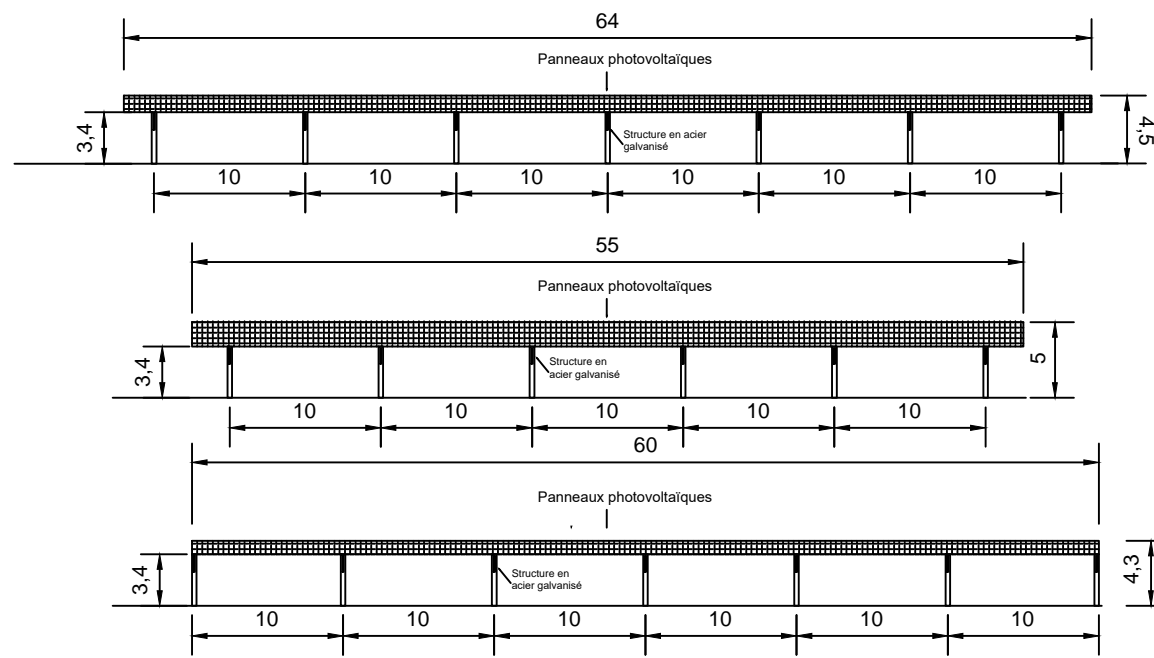 64
Panneaux photovoltaïques
3,4
Structure en acier
galvanisé
4,5
10 10 10 10 10 10
55
Panneaux photovoltaïques
3,4
Structure en
acier galvanisé
5
10 10 10 10 10
60
Panneaux photovoltaïques
3,4
Structure en
acier galvanisé
4,3
10 10 10 10 10 10